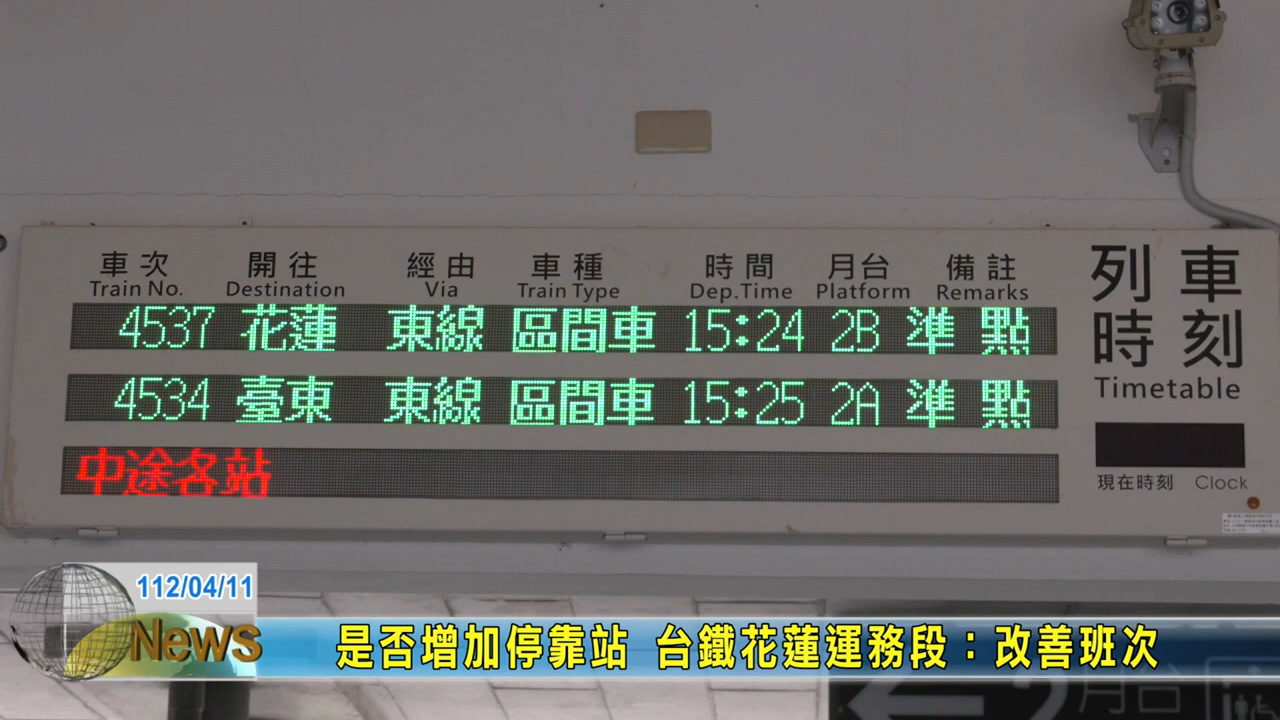 車次 開往 經由 車種 時間 月台 備註
Train No. Destination Via Train Type Dep.Time Platform Remarks
4537 花蓮 東線 區間車 15:24 2B 準點
4534 臺東 東線 區間車 15:25 2A 準點
中途各站
列車
時刻
Timetable
現在時刻 Clock
112/04/11
News
是否增加停靠站 台鐵花蓮運務段：改善班次
月台